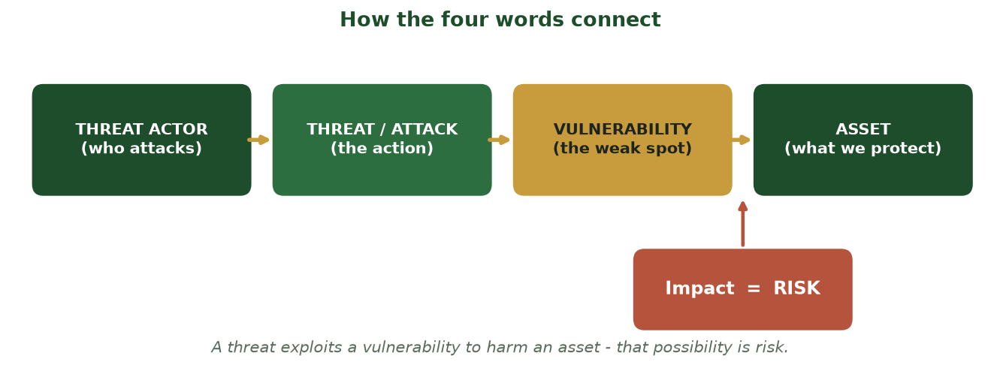 How the four words connect
THREAT ACTOR
(who attacks)
THREAT / ATTACK
(the action)
VULNERABILITY
(the weak spot)
ASSET
(what we protect)
Impact = RISK
A threat exploits a vulnerability to harm an asset - that possibility is risk.